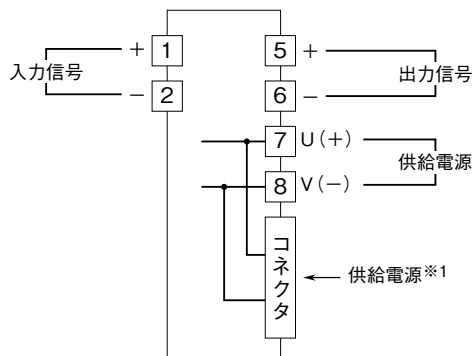 入力信号
+ 1
− 2
5 +
6 −
出力信号
7 U(+)
8 V(−)
供給電源
コネクタ
供給電源※1